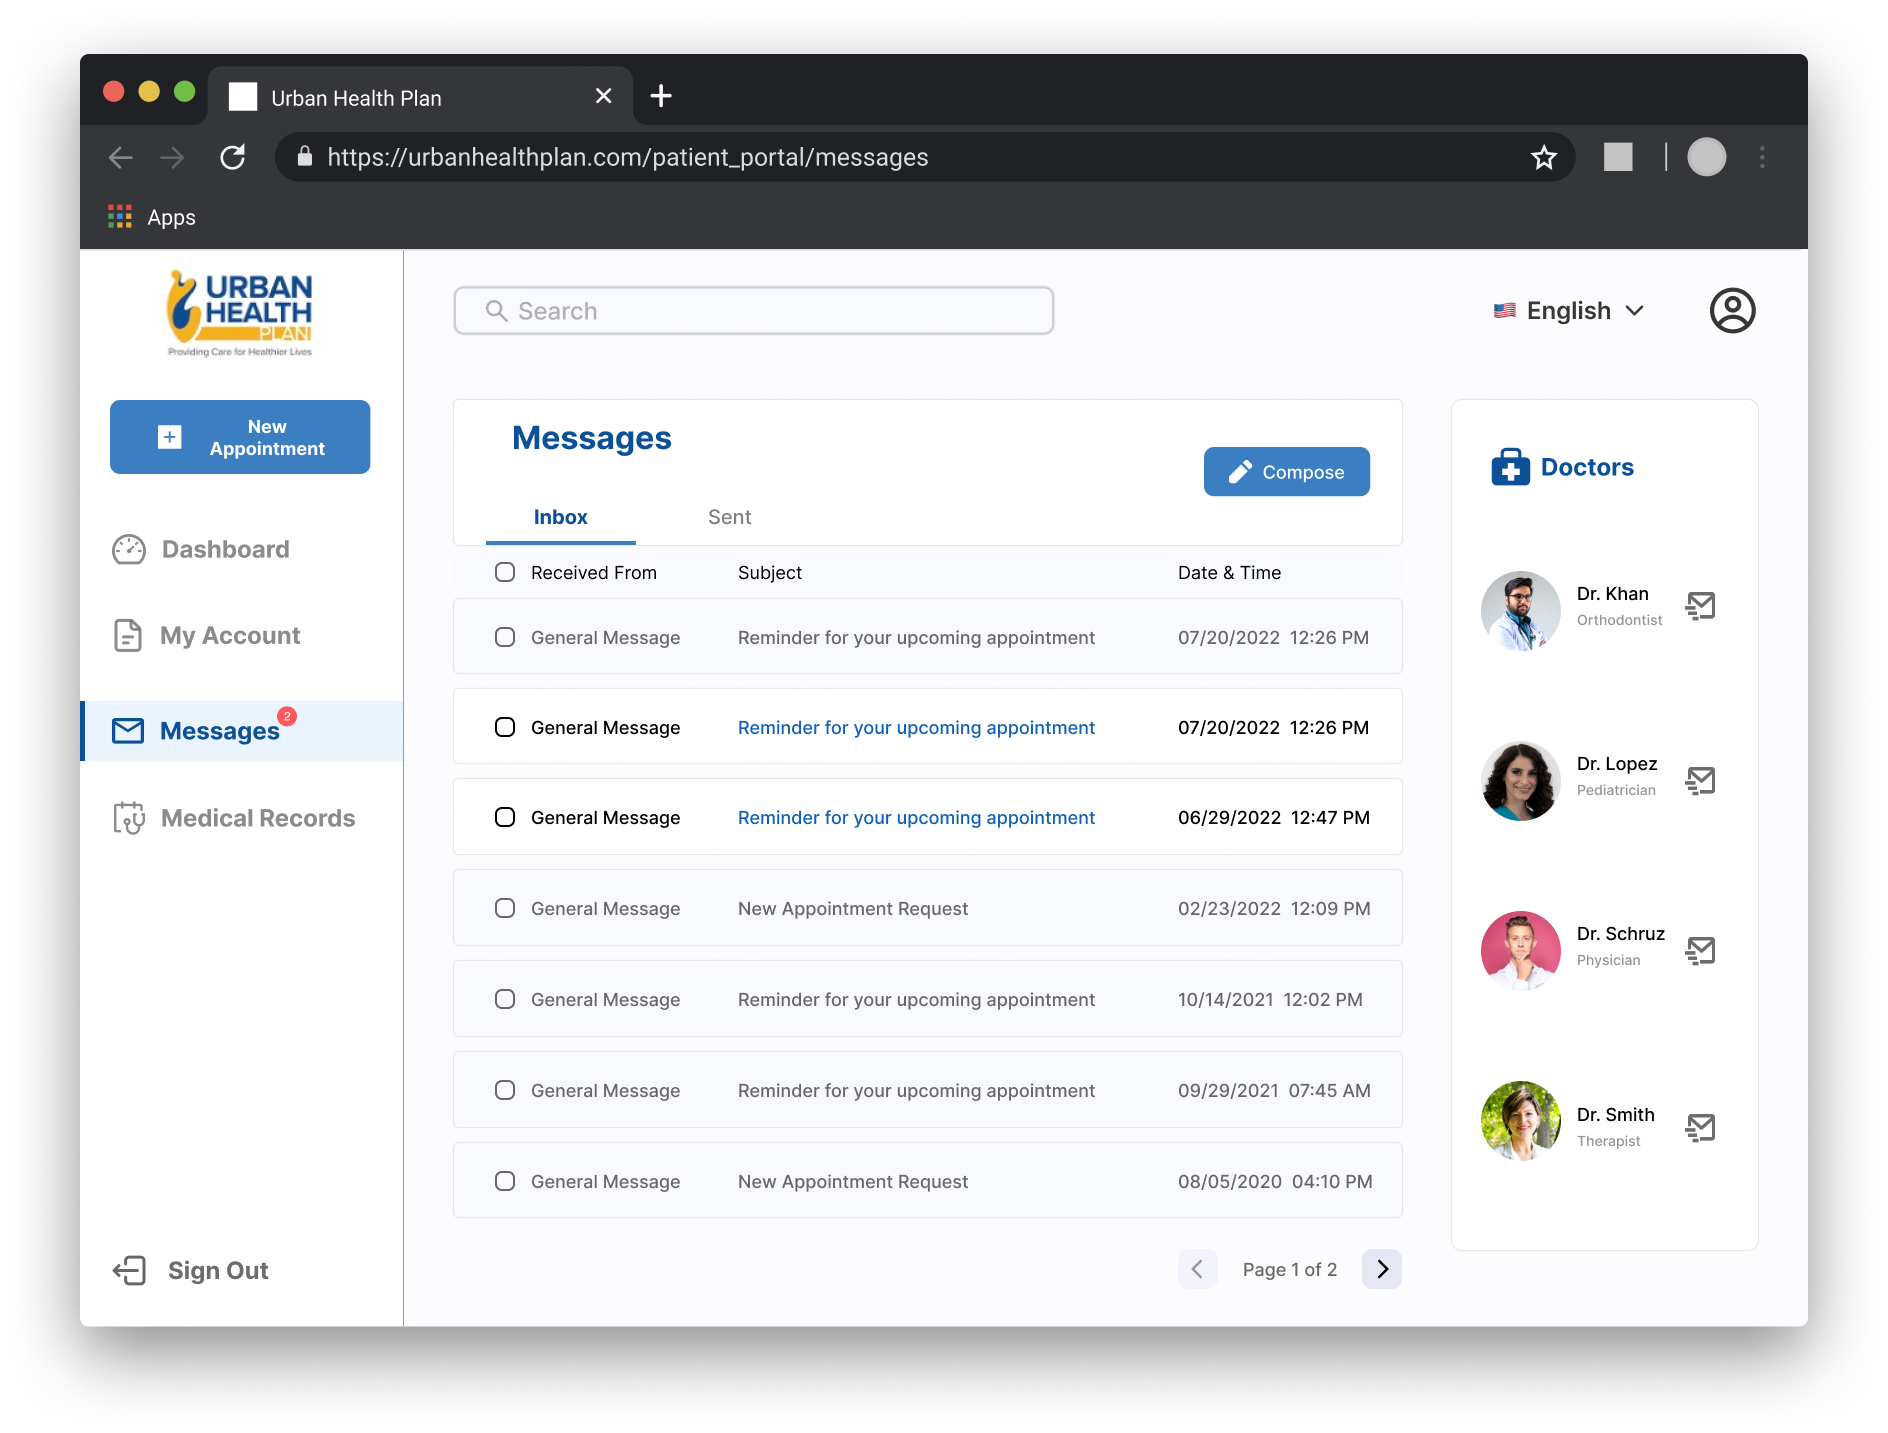 Urban Health Plan
https://urbanhealthplan.com/patient_portal/messages
Apps
URBAN
HEALTH
PLAN
Providing Care for Healthier Lives
Search
English
New
Appointment
Dashboard
My Account
Messages 2
Medical Records
Sign Out
Messages
Compose
Inbox Sent
Received From Subject Date & Time
General Message Reminder for your upcoming appointment 07/20/2022 12:26 PM
General Message Reminder for your upcoming appointment 07/20/2022 12:26 PM
General Message Reminder for your upcoming appointment 06/29/2022 12:47 PM
General Message New Appointment Request 02/23/2022 12:09 PM
General Message Reminder for your upcoming appointment 10/14/2021 12:02 PM
General Message Reminder for your upcoming appointment 09/29/2021 07:45 AM
General Message New Appointment Request 08/05/2020 04:10 PM
Page 1 of 2
Doctors
Dr. Khan
Orthodontist
Dr. Lopez
Pediatrician
Dr. Schruz
Physician
Dr. Smith
Therapist